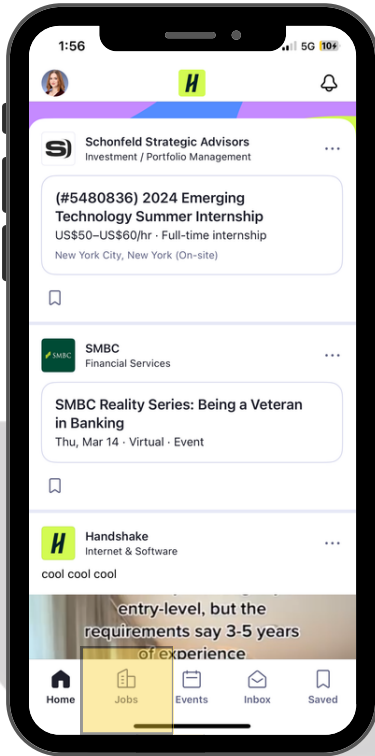 1:56
5G 10+
H
S)
Schonfeld Strategic Advisors
Investment / Portfolio Management
(#5480836) 2024 Emerging
Technology Summer Internship
US$50–US$60/hr · Full-time internship
New York City, New York (On-site)
SMBC
SMBC
Financial Services
SMBC Reality Series: Being a Veteran
in Banking
Thu, Mar 14 · Virtual · Event
H
Handshake
Internet & Software
cool cool cool
entry-level, but the
requirements say 3-5 years
of experience
Home
Jobs
Events
Inbox
Saved